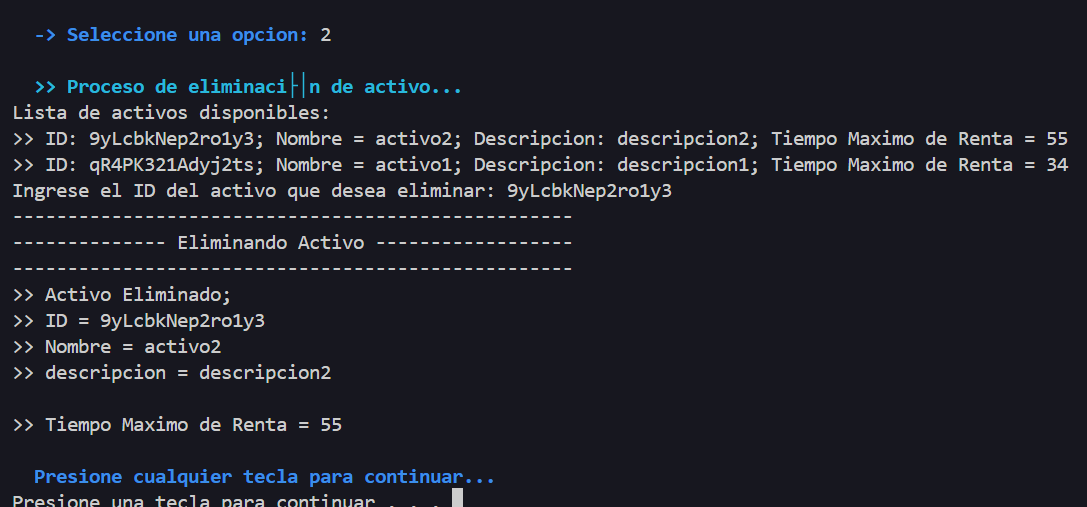 -> Seleccione una opcion: 2
>> Proceso de eliminaci├│n de activo...
Lista de activos disponibles:
>> ID: 9yLcbkNep2ro1y3; Nombre = activo2; Descripcion: descripcion2; Tiempo Maximo de Renta = 55
>> ID: qR4PK321Adyj2ts; Nombre = activo1; Descripcion: descripcion1; Tiempo Maximo de Renta = 34
Ingrese el ID del activo que desea eliminar: 9yLcbkNep2ro1y3
---------------------------------------------------
-------------- Eliminando Activo ------------------
---------------------------------------------------
>> Activo Eliminado;
>> ID = 9yLcbkNep2ro1y3
>> Nombre = activo2
>> descripcion = descripcion2
>> Tiempo Maximo de Renta = 55
Presione cualquier tecla para continuar...
Presione una tecla para continuar . . .